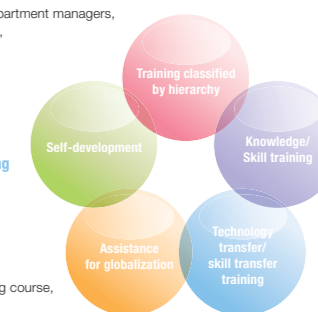 partment managers,
Training classified
by hierarchy
Self-development
Knowledge/
Skill training
Assistance
for globalization
Technology
transfer/
skill transfer
training
g course,